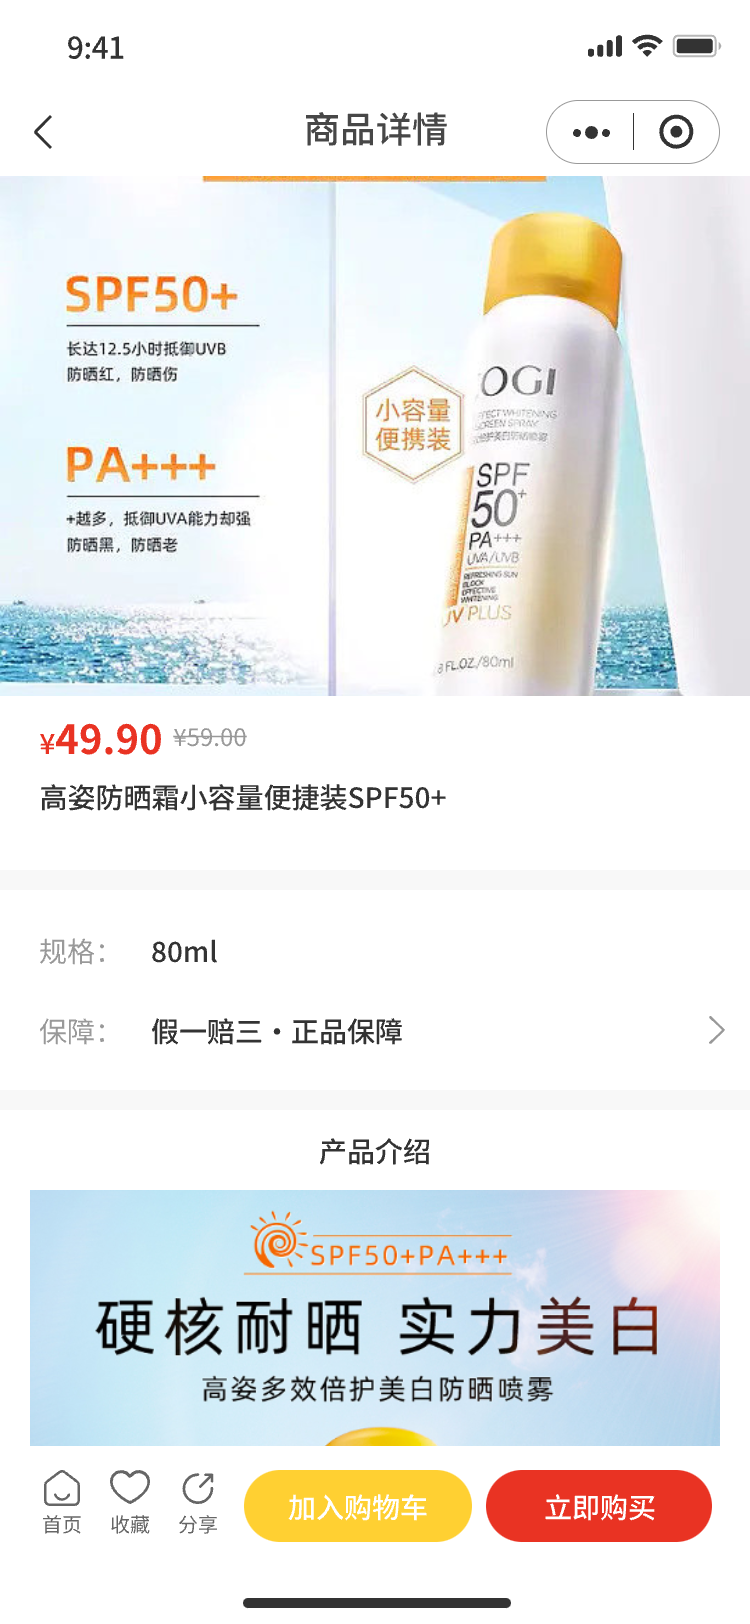 9:41
商品详情
SPF50+
长达12.5小时抵御UVB
防晒红，防晒伤
PA+++
+越多，抵御UVA能力却强
防晒黑，防晒老
小容量
便携装
OGI
SPF
50+
PA+++
UVA/UVB
REFRESHING SUN
BLOCK
EFFECTIVE
WHITENING
UV PLUS
FL.OZ./80ml
¥49.90 ¥59.00
高姿防晒霜小容量便捷装SPF50+
规格： 80ml
保障： 假一赔三·正品保障
产品介绍
SPF50+PA+++
硬核耐晒 实力美白
高姿多效倍护美白防晒喷雾
首页 收藏 分享 加入购物车 立即购买